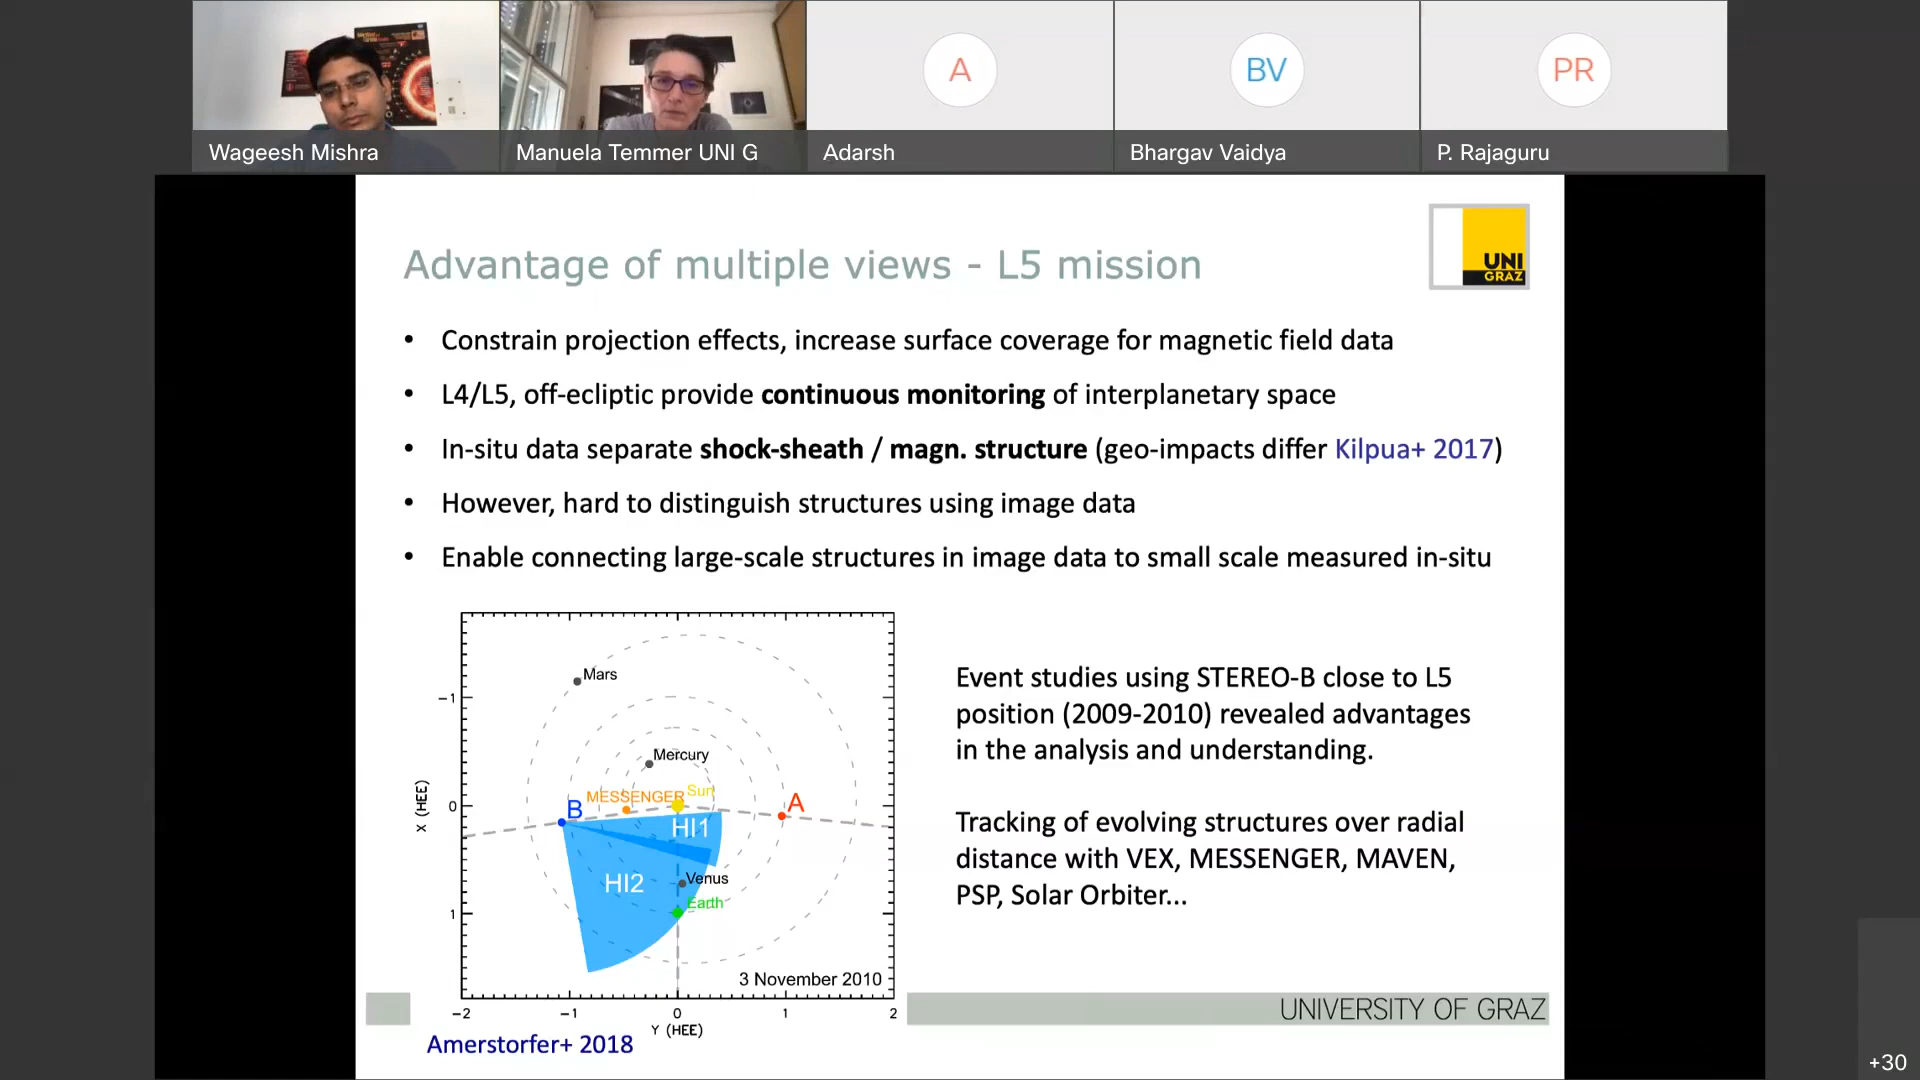 A
BV
PR
Wageesh Mishra
Manuela Temmer UNI G
Adarsh
Bhargav Vaidya
P. Rajaguru
UNI
GRAZ
Advantage of multiple views - L5 mission
• Constrain projection effects, increase surface coverage for magnetic field data
• L4/L5, off-ecliptic provide continuous monitoring of interplanetary space
• In-situ data separate shock-sheath / magn. structure (geo-impacts differ Kilpua+ 2017)
• However, hard to distinguish structures using image data
• Enable connecting large-scale structures in image data to small scale measured in-situ
Mars
-1
Mercury
MESSENGER
Sun
B
A
0
HI1
HI2
Venus
Earth
1
3 November 2010
X (HEE)
-2
-1
0
1
2
Y (HEE)
Amerstorfer+ 2018
Event studies using STEREO-B close to L5
position (2009-2010) revealed advantages
in the analysis and understanding.
Tracking of evolving structures over radial
distance with VEX, MESSENGER, MAVEN,
PSP, Solar Orbiter...
UNIVERSITY OF GRAZ
+30